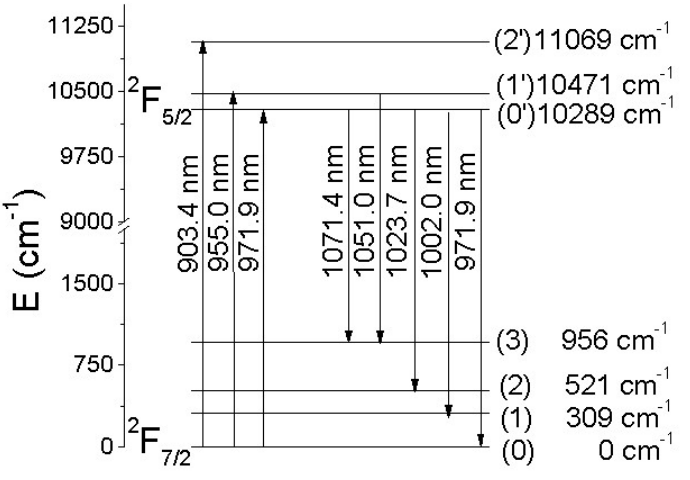 E (cm⁻¹)
11250
10500
9750
9000
1500
750
0
²F₅/₂
²F₇/₂
903.4 nm
955.0 nm
971.9 nm
1071.4 nm
1051.0 nm
1023.7 nm
1002.0 nm
971.9 nm
(2')11069 cm⁻¹
(1')10471 cm⁻¹
(0')10289 cm⁻¹
(3) 956 cm⁻¹
(2) 521 cm⁻¹
(1) 309 cm⁻¹
(0) 0 cm⁻¹